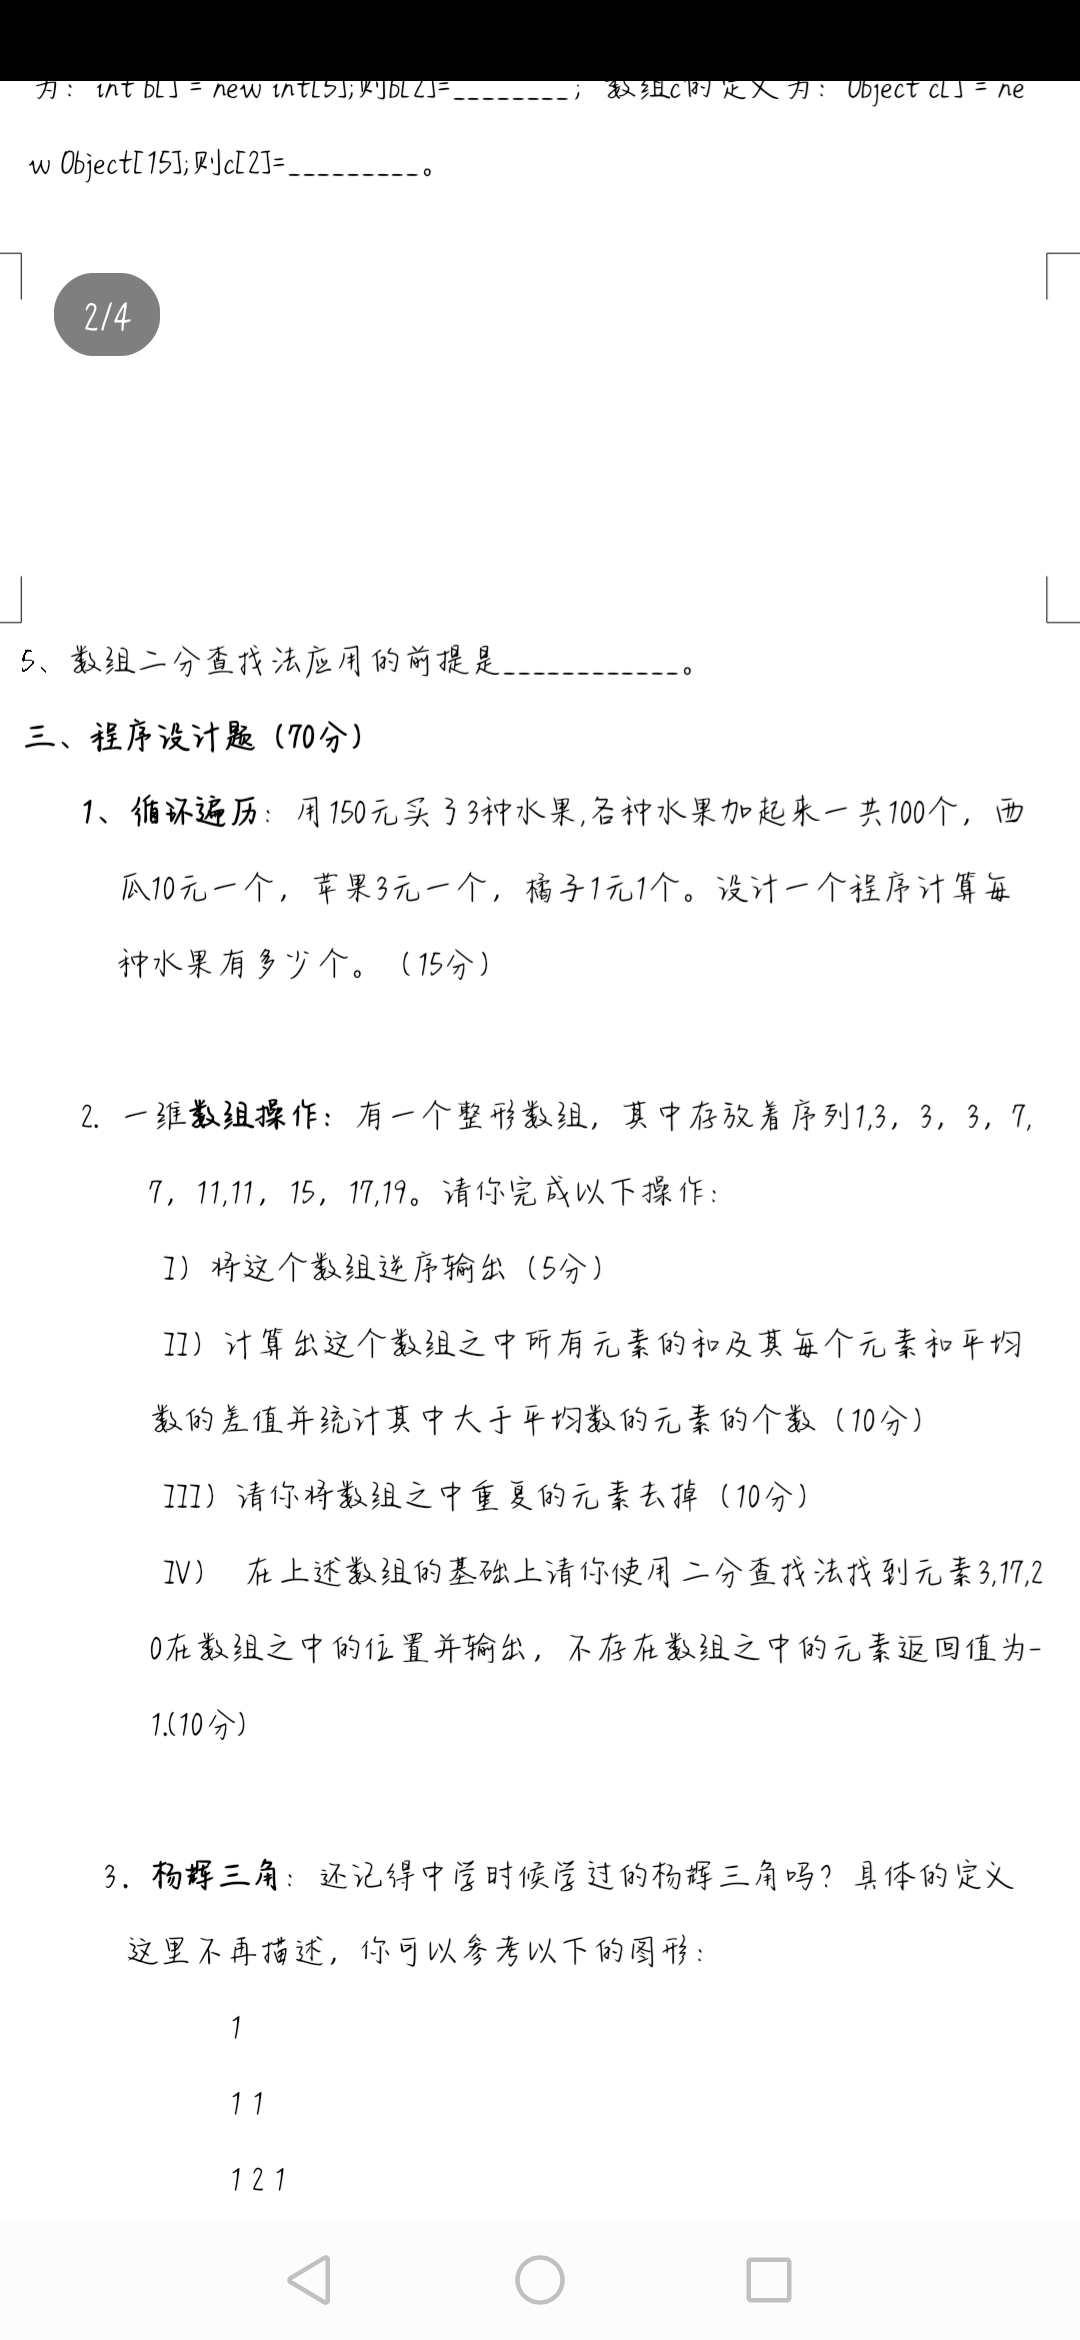 为：int b[] = new int[5];则b[2]=________；数组c的定义为：Object c[] = ne
w Object[15];则c[2]=_________。
2/4
5、数组二分查找法应用的前提是____________。
三、程序设计题（70分）
1、循环遍历：用150元买了3种水果,各种水果加起来一共100个，西
瓜10元一个，苹果3元一个，橘子1元1个。设计一个程序计算每
种水果有多少个。（15分）
2. 一维数组操作：有一个整形数组，其中存放着序列1,3，3，3，7,
7，11,11，15，17,19。请你完成以下操作：
I）将这个数组逆序输出（5分）
II）计算出这个数组之中所有元素的和及其每个元素和平均
数的差值并统计其中大于平均数的元素的个数（10分）
III）请你将数组之中重复的元素去掉（10分）
IV） 在上述数组的基础上请你使用二分查找法找到元素3,17,2
0在数组之中的位置并输出，不存在数组之中的元素返回值为-
1.(10分)
3. 杨辉三角：还记得中学时候学过的杨辉三角吗？具体的定义
这里不再描述，你可以参考以下的图形：
1
1 1
1 2 1